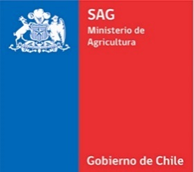 SAG
Ministerio de
Agricultura
Gobierno de Chile